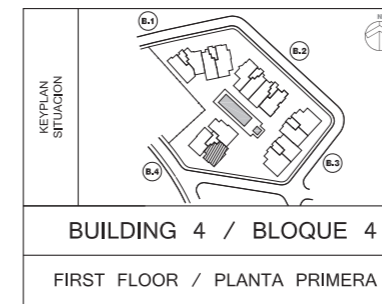 KEYPLAN
SITUACION
B.1
N
B.2
B.4
B.3
BUILDING 4 / BLOQUE 4
FIRST FLOOR / PLANTA PRIMERA